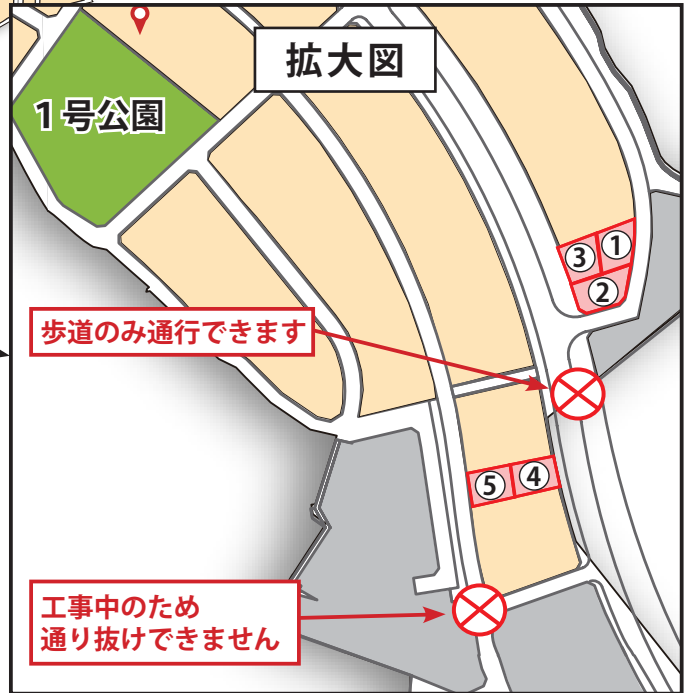 拡大図
1号公園
③
①
②
歩道のみ通行できます
⑤
④
工事中のため
通り抜けできません